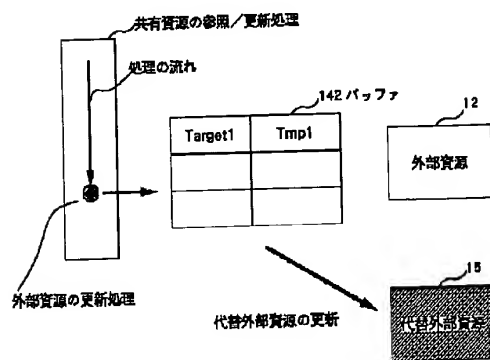 共有資源の参照／更新処理
処理の流れ
142 バッファ
Target1 Tmp1
12
外部資源
外部資源の更新処理
15
代替外部資源の更新
代替外部資源